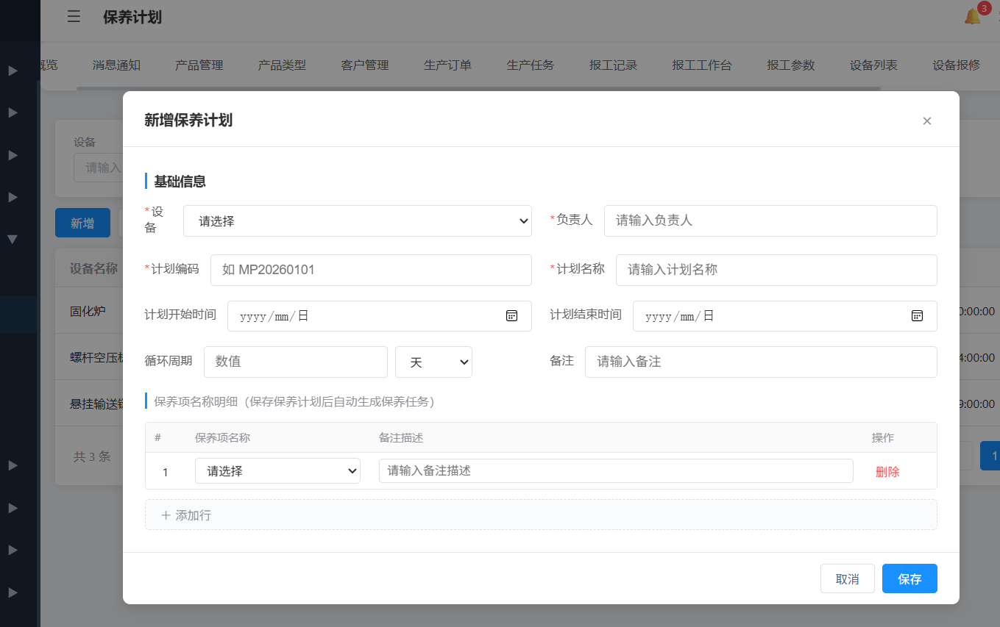 保养计划
3
概览 消息通知 产品管理 产品类型 客户管理 生产订单 生产任务 报工记录 报工工作台 报工参数 设备列表 设备报修
新增保养计划 ×
设备
请输入
基础信息
*设备 请选择 *负责人 请输入负责人
新增
*计划编码 如 MP20260101 *计划名称 请输入计划名称
设备名称
固化炉
计划开始时间 yyyy/mm/日 计划结束时间 yyyy/mm/日
0:00:00
螺杆空压机
循环周期 数值 天 备注 请输入备注
4:00:00
悬挂输送
保养项名称明细（保存保养计划后自动生成保养任务）
9:00:00
# 保养项名称 备注描述 操作
共 3 条
1
1 请选择 请输入备注描述 删除
+ 添加行
取消 保存